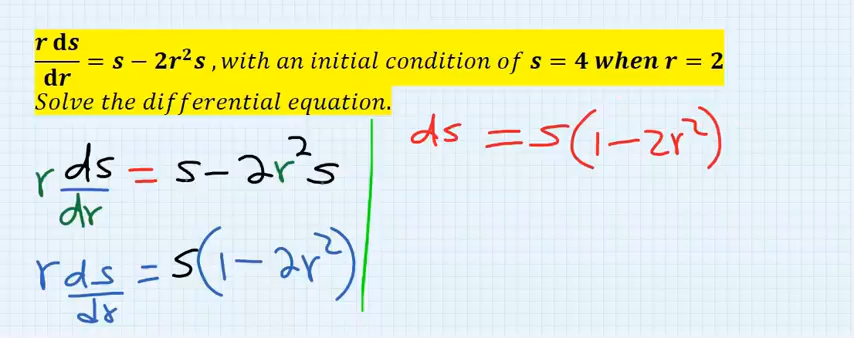 r ds/dr = s − 2r²s , with an initial condition of s = 4 when r = 2
Solve the differential equation.
r ds/dr = s − 2r²s
r ds/dr = s(1 − 2r²)
ds = s(1 − 2r²)